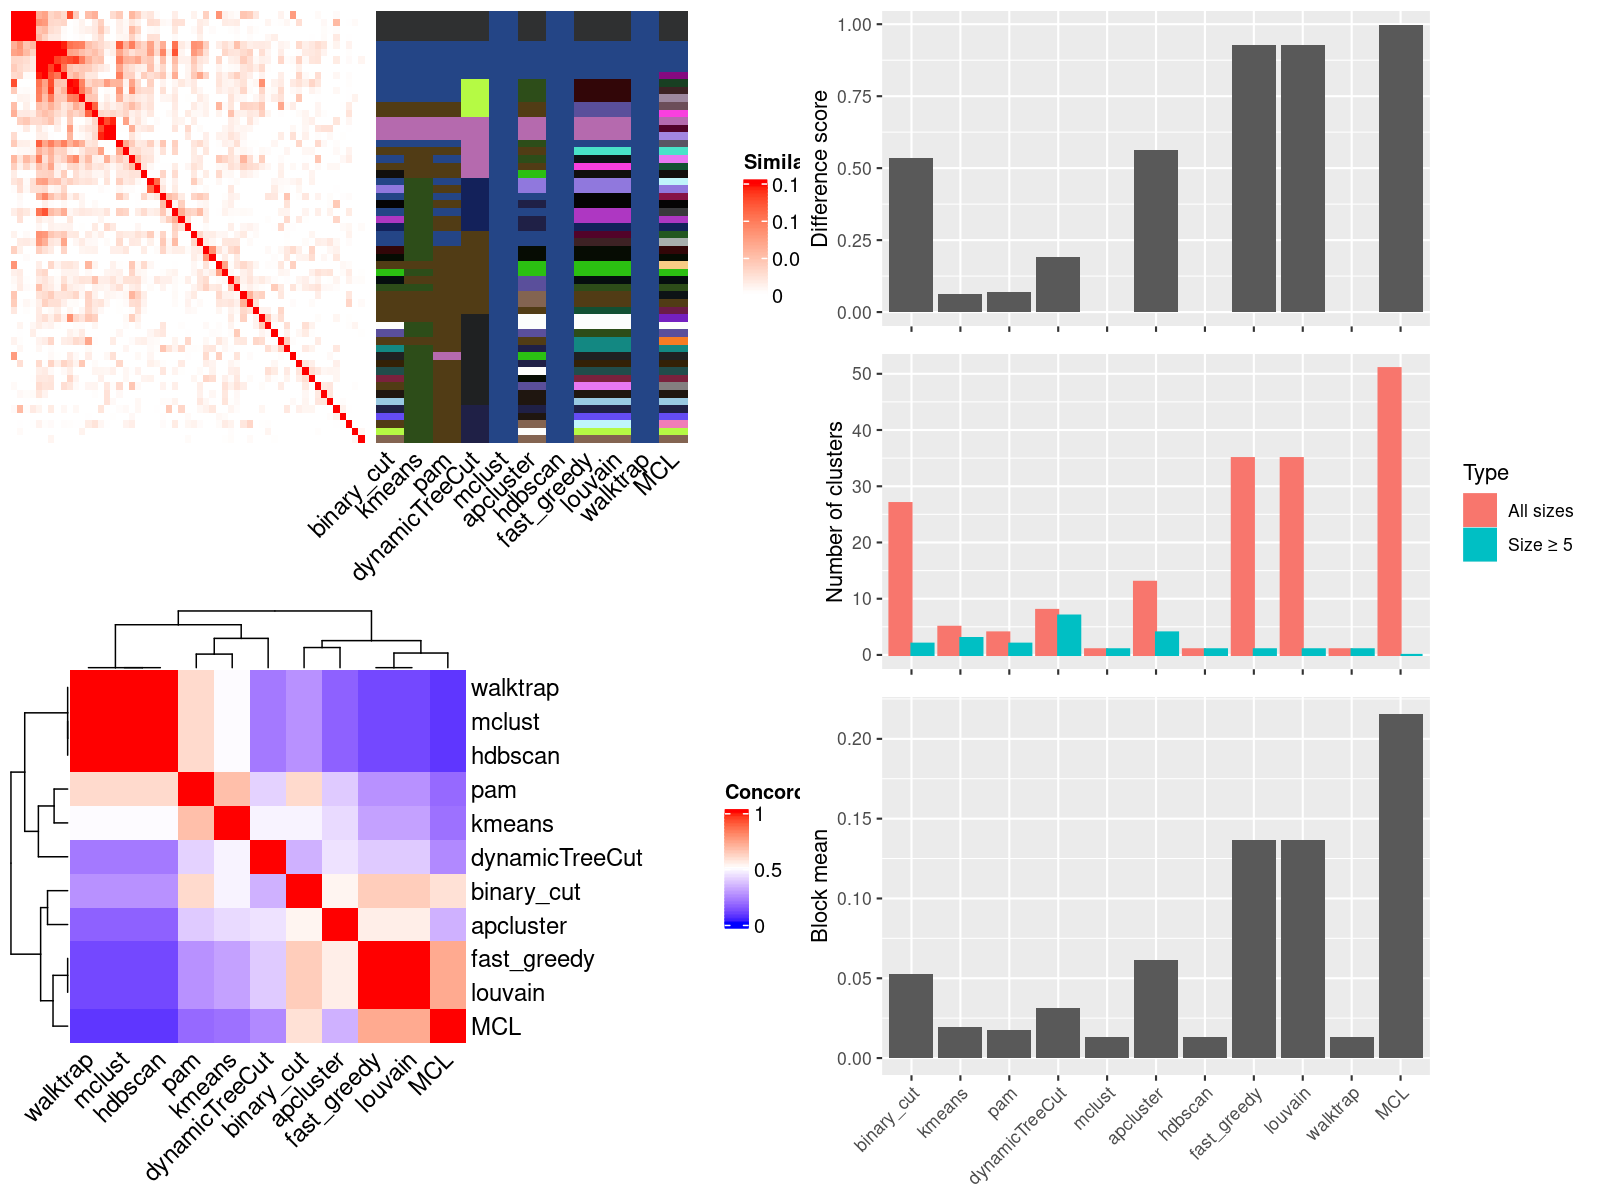 Simila
0.1
0.1
0.0
0
binary_cut
kmeans
pam
dynamicTreeCut
mclust
apcluster
hdbscan
fast_greedy
louvain
walktrap
MCL
walktrap
mclust
hdbscan
pam
kmeans
dynamicTreeCut
binary_cut
apcluster
fast_greedy
louvain
MCL
walktrap
mclust
hdbscan
pam
kmeans
dynamicTreeCut
binary_cut
apcluster
fast_greedy
louvain
MCL
Concord
1
0.5
0
Difference score
1.00
0.75
0.50
0.25
0.00
Number of clusters
50
40
30
20
10
0
Type
All sizes
Size ≥ 5
Block mean
0.20
0.15
0.10
0.05
0.00
binary_cut
kmeans
pam
dynamicTreeCut
mclust
apcluster
hdbscan
fast_greedy
louvain
walktrap
MCL